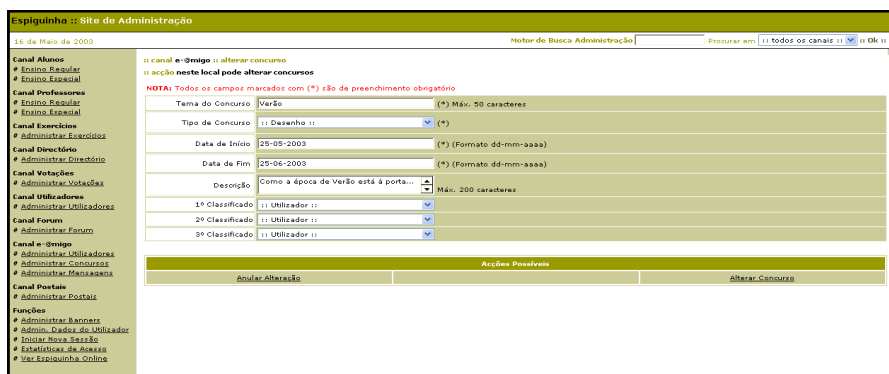 Espiguinha :: Site de Administração
16 de Maio de 2003
Motor de Busca Administração
Procurar em :: todos os canais :: :: Ok ::
Canal Alunos
# Ensino Regular
# Ensino Especial
Canal Professores
# Ensino Regular
# Ensino Especial
Canal Exercícios
# Administrar Exercícios
Canal Directório
# Administrar Directório
Canal Votações
# Administrar Votações
Canal Utilizadores
# Administrar Utilizadores
Canal Forum
# Administrar Forum
Canal e-@migo
# Administrar Utilizadores
# Administrar Concursos
# Administrar Mensagens
Canal Postais
# Administrar Postais
Funções
# Administrar Banners
# Admin. Dados do Utilizador
# Iniciar Nova Sessão
# Estatísticas de Acesso
# Ver Espiguinha Online
:: canal e-@migo :: alterar concurso
:: acção neste local pode alterar concursos
NOTA: Todos os campos marcados com (*) são de preenchimento obrigatório
Tema do Concurso Verão (*) Máx. 50 caracteres
Tipo de Concurso :: Desenho :: (*)
Data de Início 25-05-2003 (*) (Formato dd-mm-aaaa)
Data de Fim 25-06-2003 (*) (Formato dd-mm-aaaa)
Descrição Como a época de Verão está á porta... Máx. 200 caracteres
1º Classificado :: Utilizador ::
2º Classificado :: Utilizador ::
3º Classificado :: Utilizador ::
Acções Possíveis
Anular Alteração Alterar Concurso